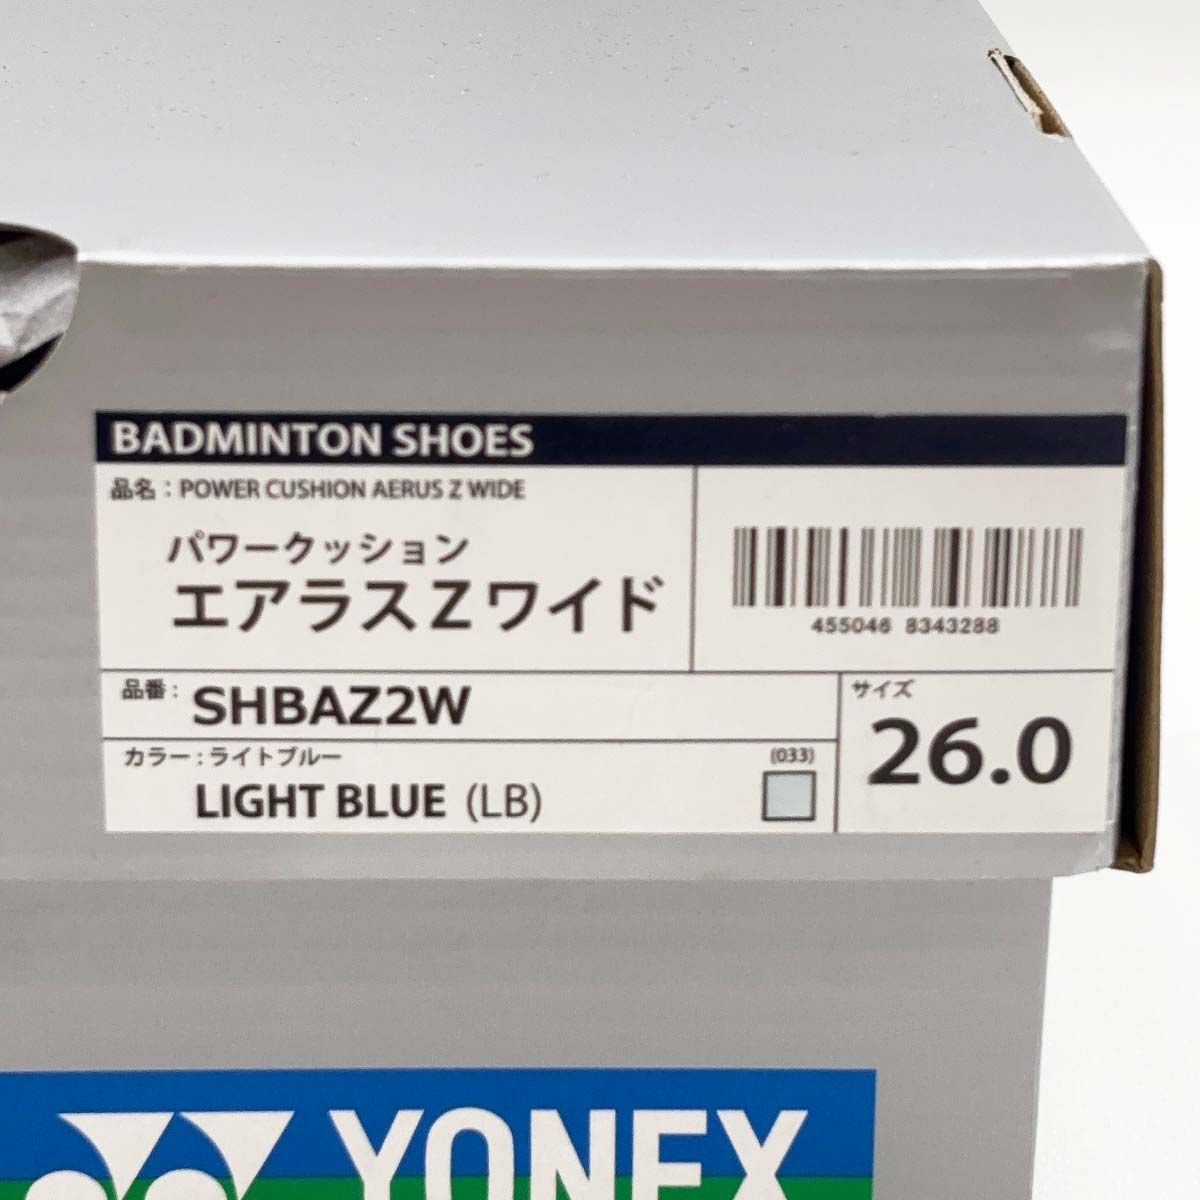 BADMINTON SHOES
品名：POWER CUSHION AERUS Z WIDE
パワークッション
エアラスZワイド
455046 8343288
品番：SHBAZ2W
サイズ
26.0
カラー：ライトブルー
(033)
LIGHT BLUE (LB)
YONEX